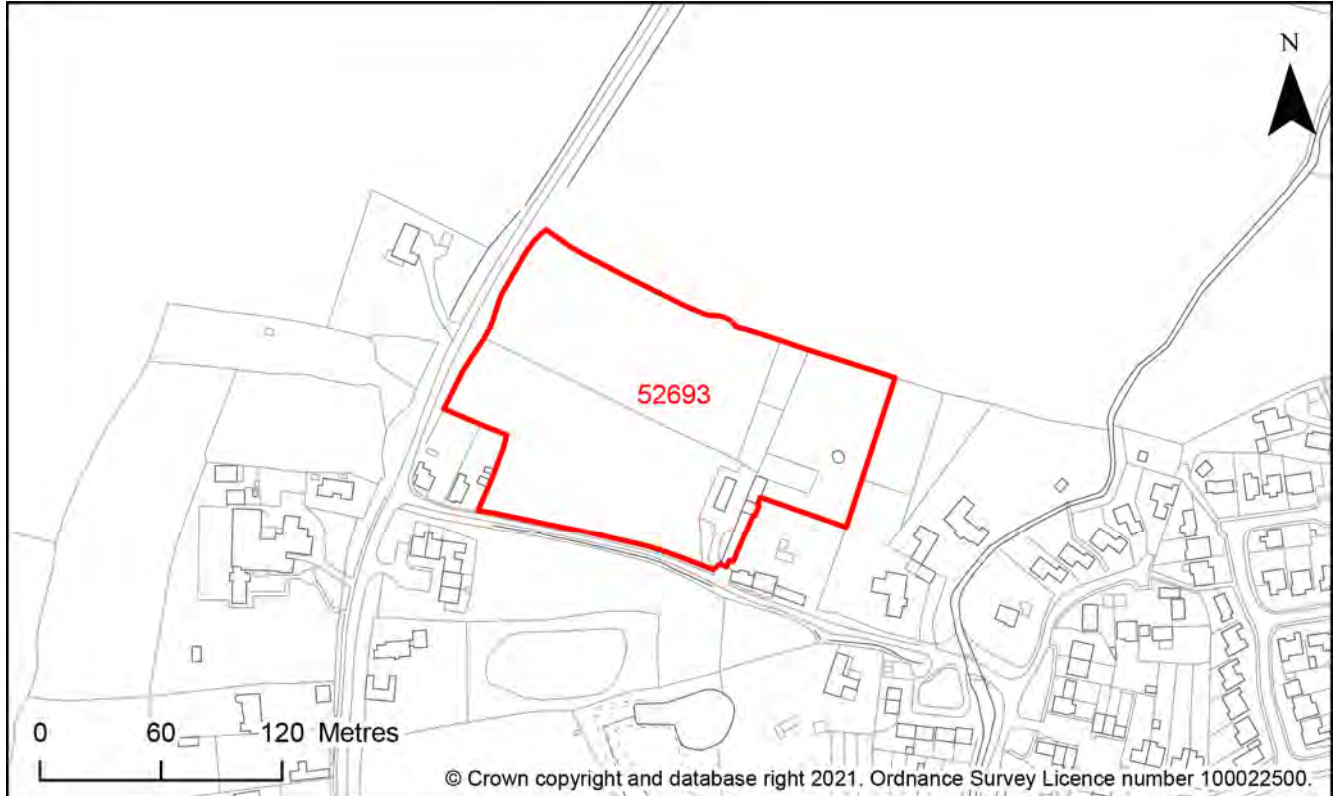 N
52693
0 60 120 Metres
© Crown copyright and database right 2021. Ordnance Survey Licence number 100022500.